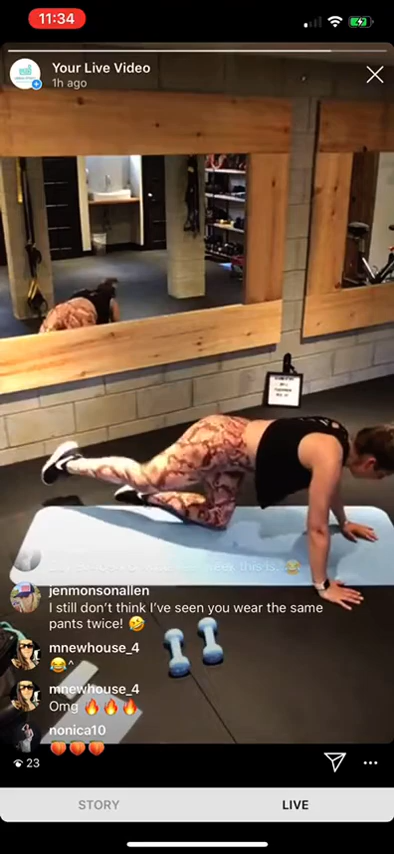 11:34
Your Live Video
1h ago
jenmonsonallen
I still don't think I've seen you wear the same
pants twice! 🤣
mnewhouse_4
😂^
mnewhouse_4
Omg 🔥🔥🔥
nonica10
🍑🍑🍑
23
STORY
LIVE